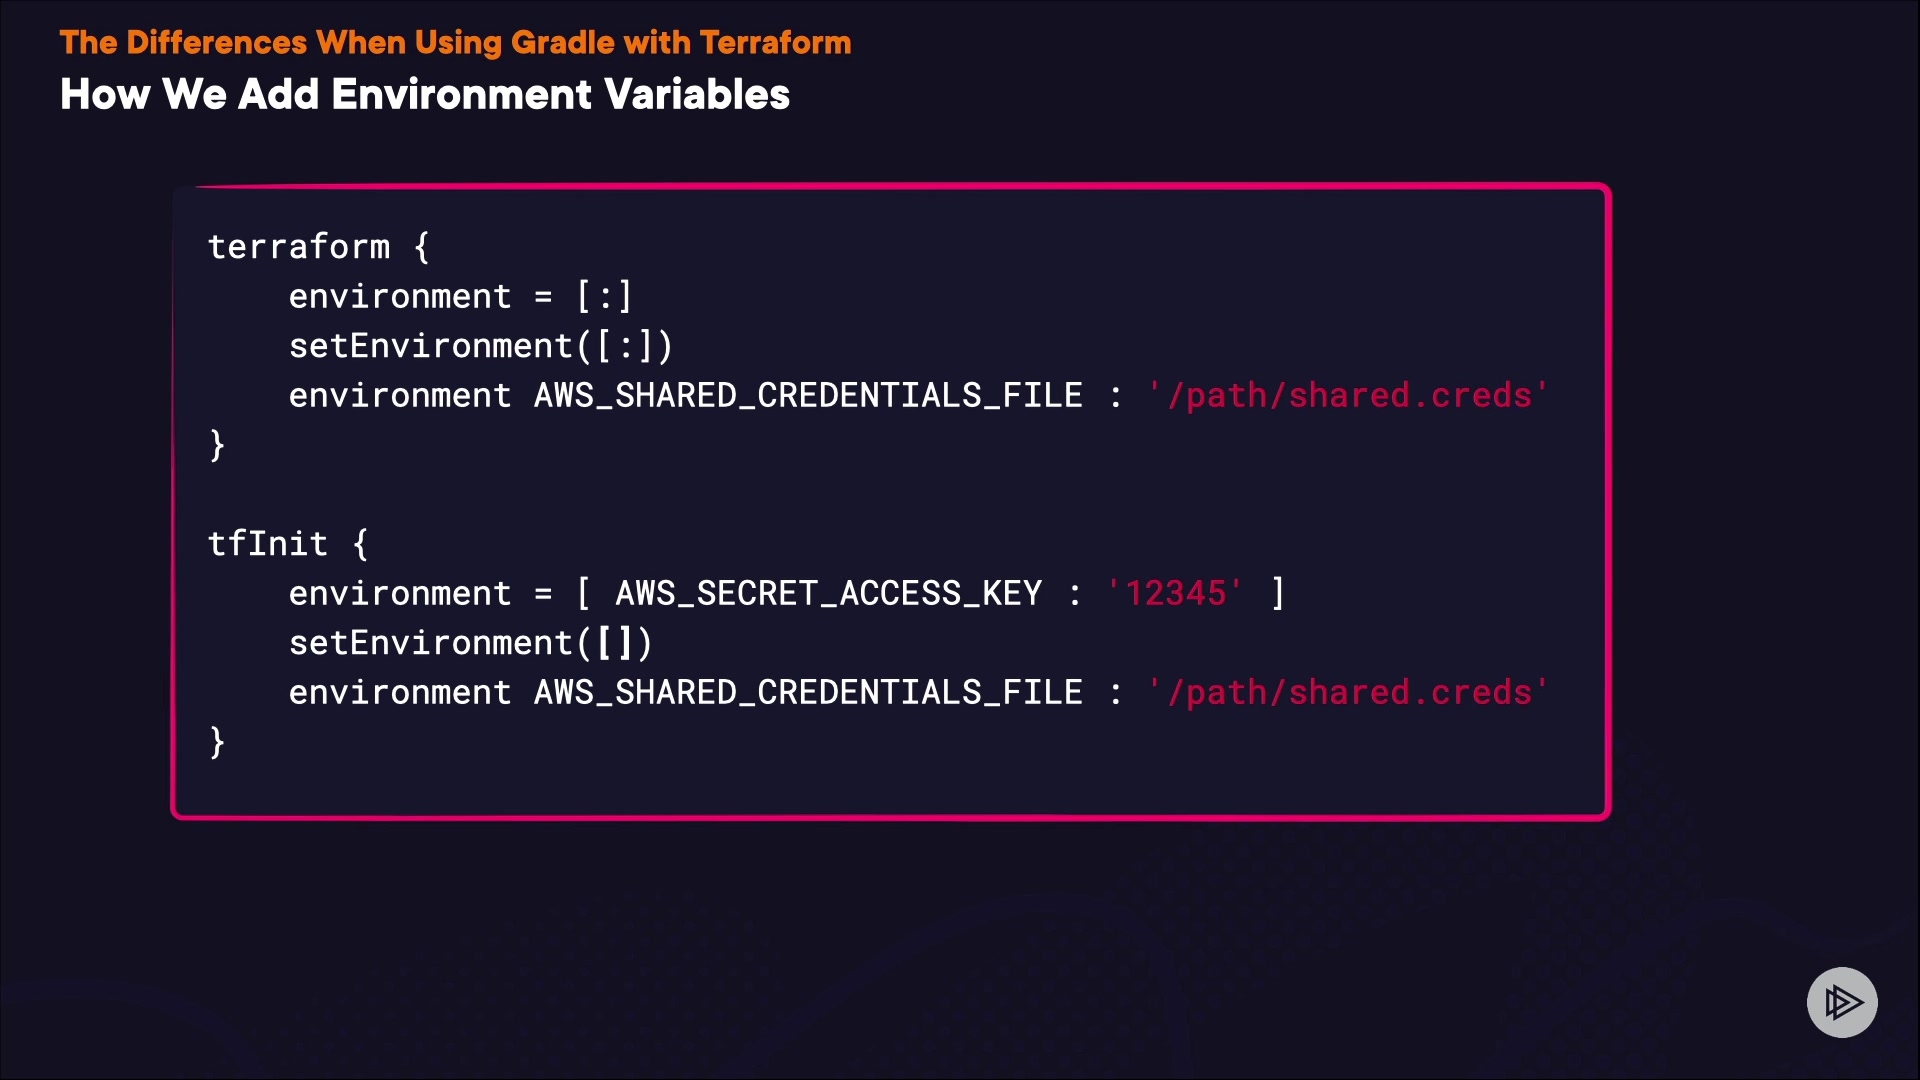 The Differences When Using Gradle with Terraform
How We Add Environment Variables
terraform {
    environment = [:]
    setEnvironment([:])
    environment AWS_SHARED_CREDENTIALS_FILE : '/path/shared.creds'
}
tfInit {
    environment = [ AWS_SECRET_ACCESS_KEY : '12345' ]
    setEnvironment([])
    environment AWS_SHARED_CREDENTIALS_FILE : '/path/shared.creds'
}